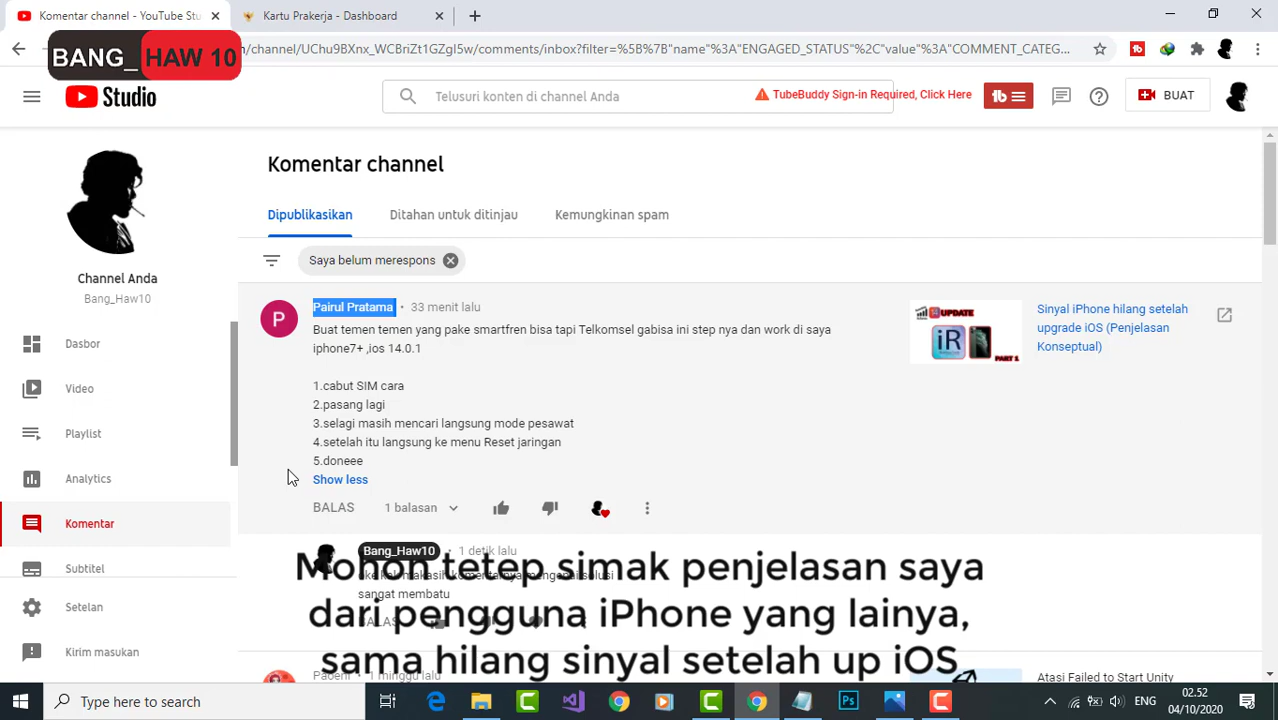 Komentar channel - YouTube Stu
Kartu Prakerja - Dashboard
BANG_HAW 10
n/channel/UChu9BXnx_WCBriZt1GZgl5w/comments/inbox?filter=%5B%7B"name"%3A"ENGAGED_STATUS"%2C"value"%3A"COMMENT_CATEG...
Studio
Telusuri konten di channel Anda
TubeBuddy Sign-in Required, Click Here
BUAT
Komentar channel
Dipublikasikan
Ditahan untuk ditinjau
Kemungkinan spam
Saya belum merespons
Channel Anda
Bang_Haw10
Dasbor
Video
Playlist
Analytics
Komentar
Subtitel
Setelan
Kirim masukan
P
Pairul Pratama • 33 menit lalu
Buat temen temen yang pake smartfren bisa tapi Telkomsel gabisa ini step nya dan work di saya
iphone7+ ,ios 14.0.1
1.cabut SIM cara
2.pasang lagi
3.selagi masih mencari langsung mode pesawat
4.setelah itu langsung ke menu Reset jaringan
5.doneee
Show less
BALAS
1 balasan
UPDATE
iR
PART 1
Sinyal iPhone hilang setelah
upgrade iOS (Penjelasan
Konseptual)
Bang_Haw10 • 1 detik lalu
sangat membatu
BALAS
Mohon tetep simak penjelasan saya
dari pengguna iPhone yang lainya,
sama hilang sinyal setelah up iOS
Paoeni • 1 minggu lalu
Atasi Failed to Start Unity
Type here to search
ENG
02.52
04/10/2020